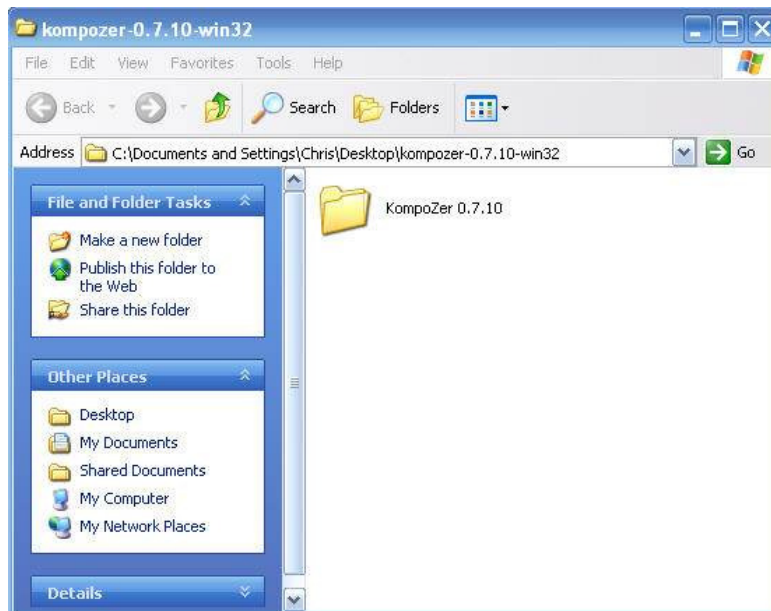 kompozer-0.7.10-win32
File Edit View Favorites Tools Help
Back Search Folders
Address C:\Documents and Settings\Chris\Desktop\kompozer-0.7.10-win32 Go
File and Folder Tasks
Make a new folder
Publish this folder to
the Web
Share this folder
Other Places
Desktop
My Documents
Shared Documents
My Computer
My Network Places
Details
KompoZer 0.7.10